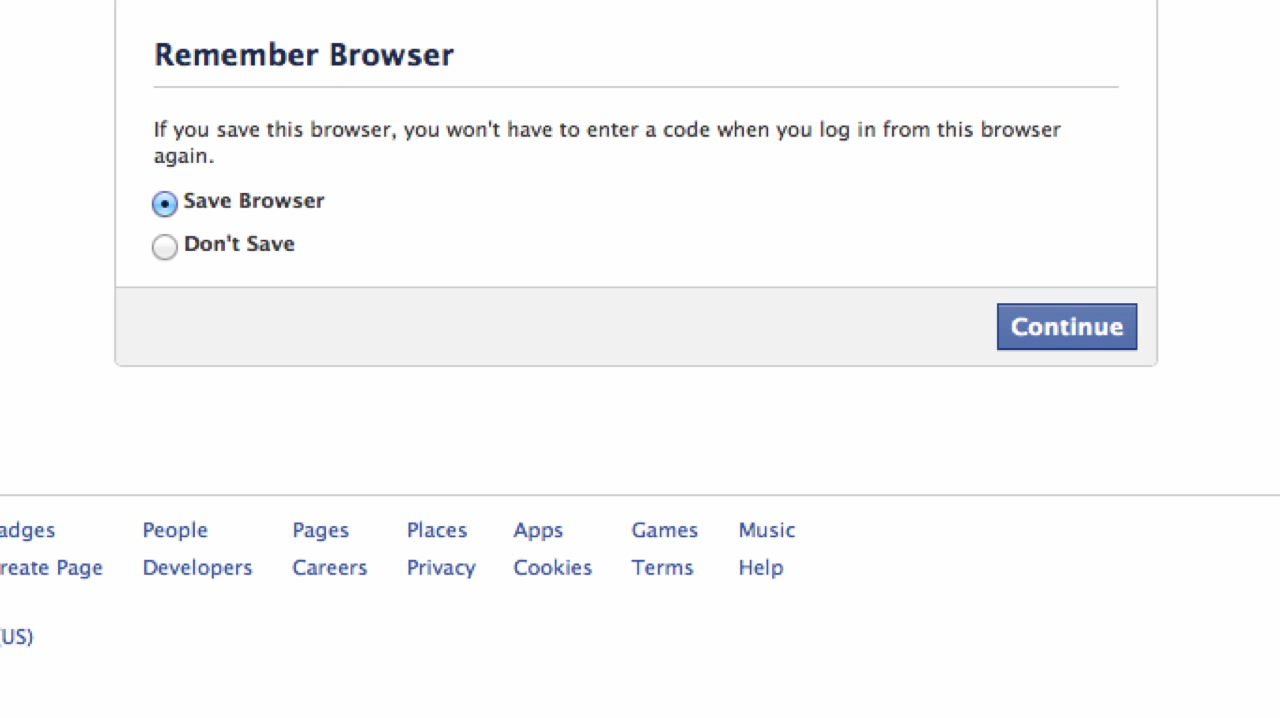 Remember Browser
If you save this browser, you won't have to enter a code when you log in from this browser
again.
Save Browser
Don't Save
Continue
adges People Pages Places Apps Games Music
reate Page Developers Careers Privacy Cookies Terms Help
(US)